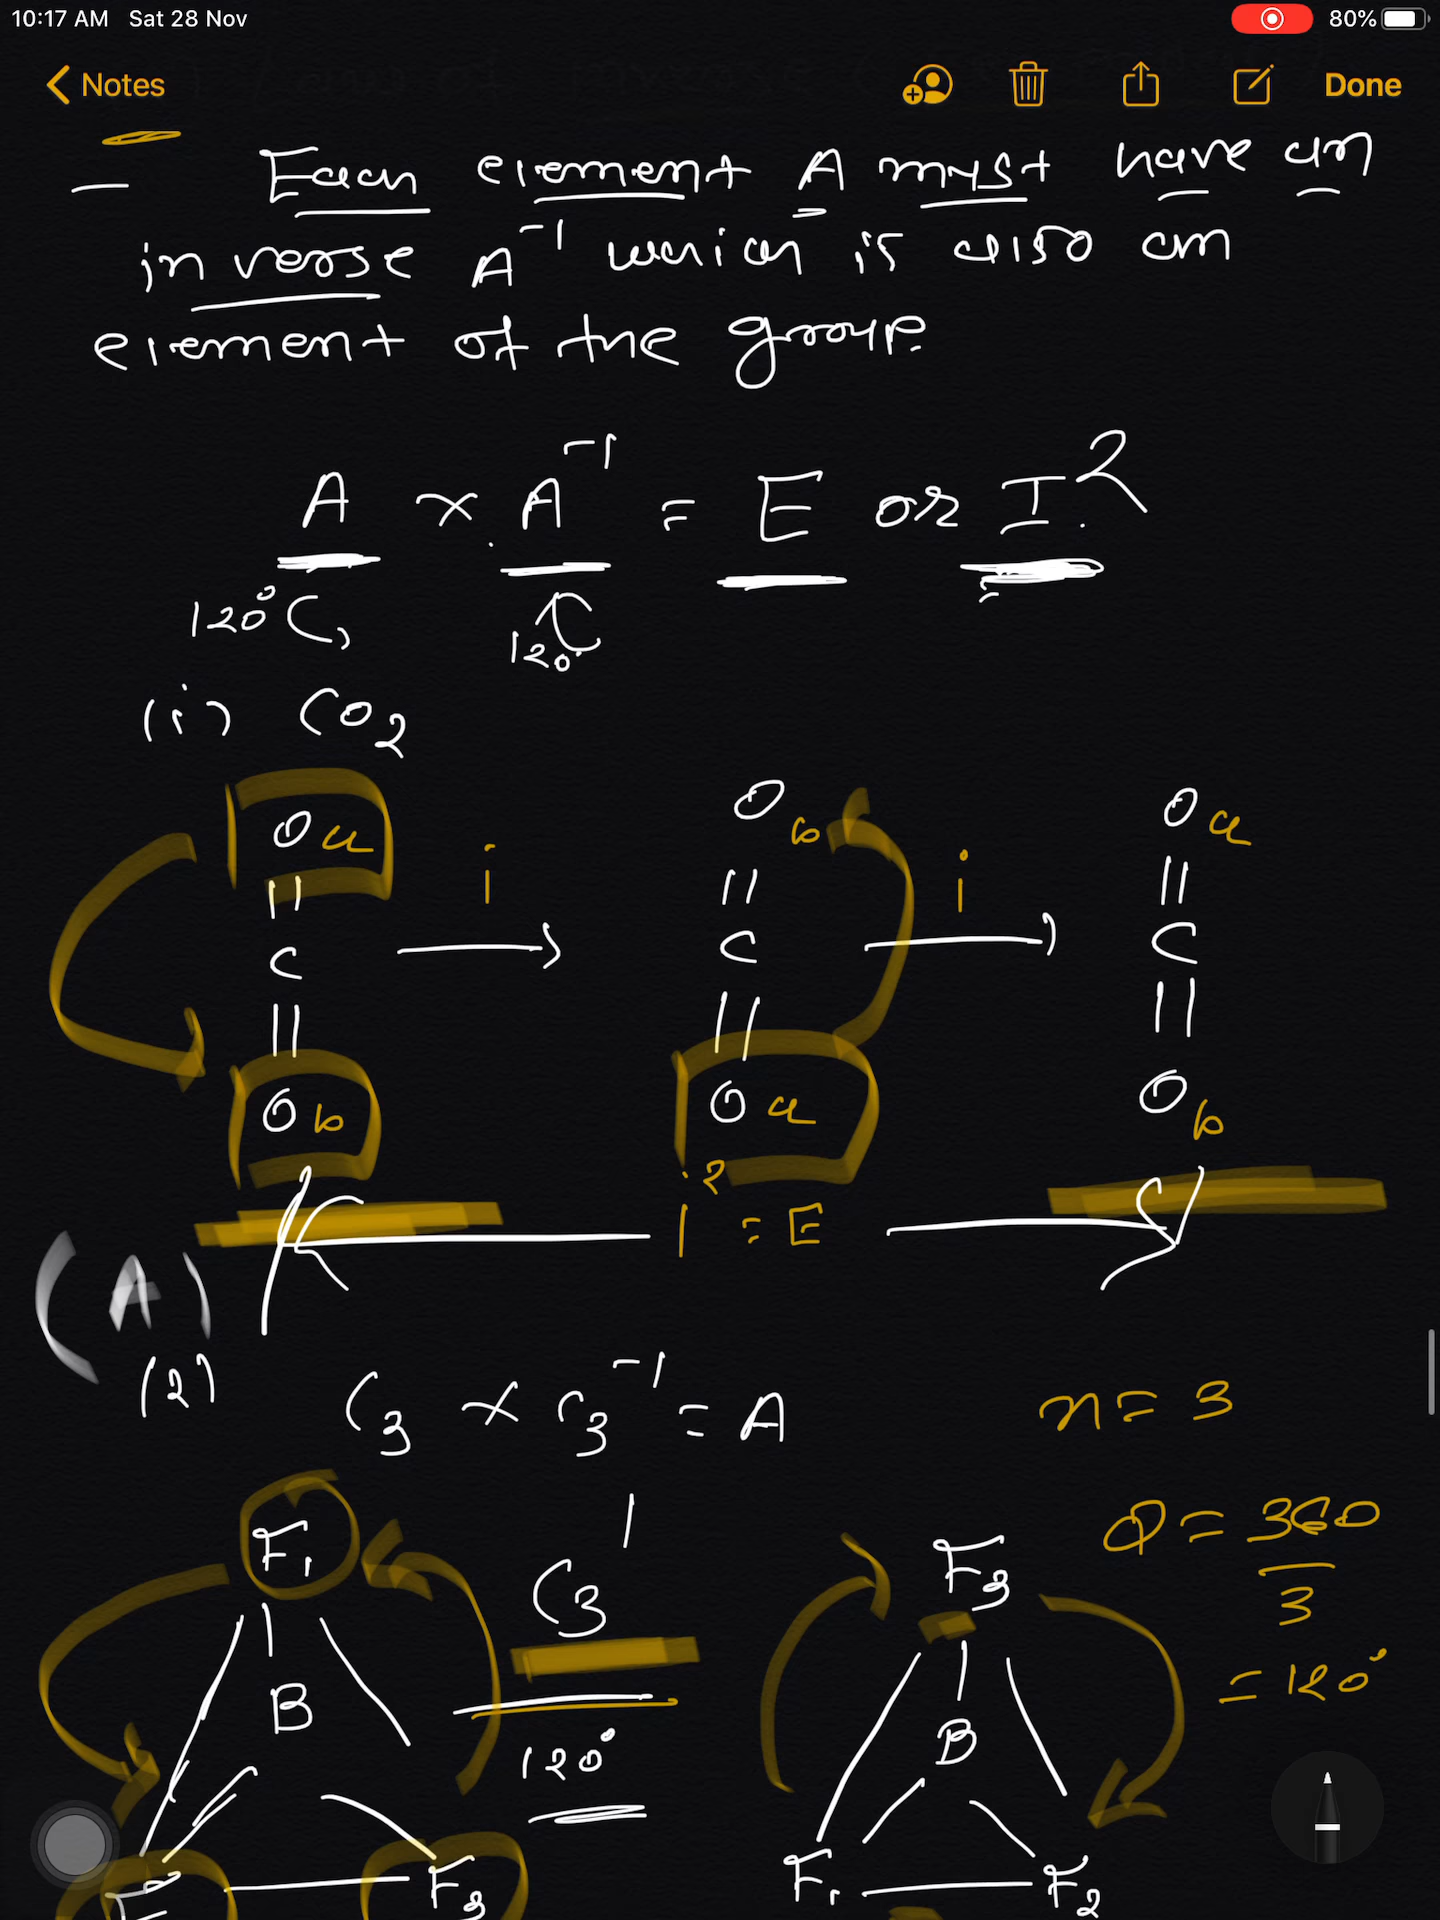 10:17 AM Sat 28 Nov 80%
Notes Done
— Each element A must have an
inverse A⁻¹ which is also an
element of the group.
A × A⁻¹ = E or I.
120° C, C 120°
(i) CO₂
Oa i Ob i Oa
|| || ||
C C C
|| || ||
Ob Oa Ob
i² = E
(A)
(2) C₃ × C₃⁻¹ = A n = 3
F₁ C₃¹ F₃ θ = 360/3
B 120° B = 120°
F₃ F₁ F₂